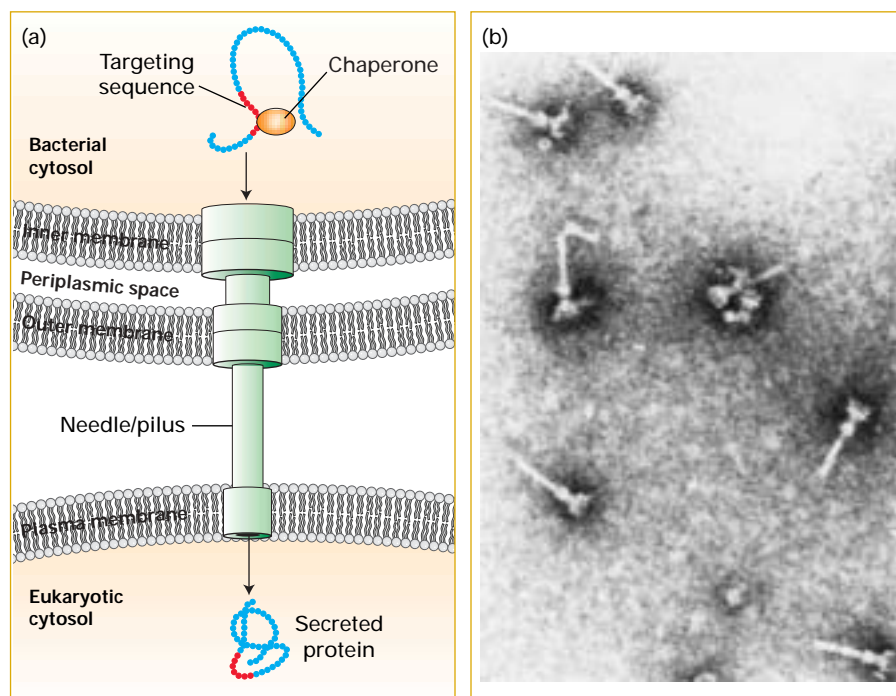 (a)
Targeting
sequence
Chaperone
Bacterial
cytosol
Inner membrane
Periplasmic space
Outer membrane
Needle/pilus
Plasma membrane
Eukaryotic
cytosol
Secreted
protein
(b)